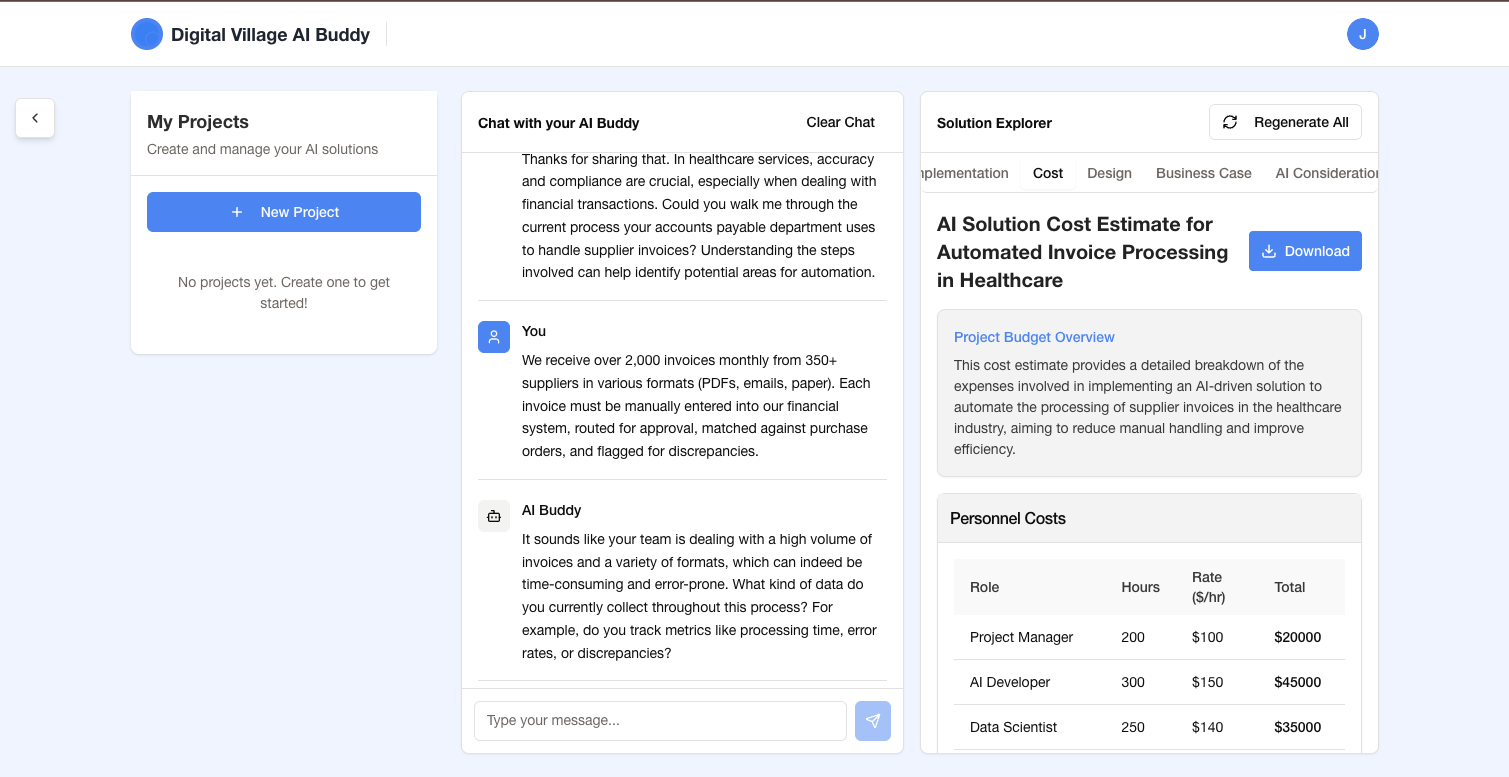 Digital Village AI Buddy
J
My Projects
Create and manage your AI solutions
New Project
No projects yet. Create one to get
started!
Chat with your AI Buddy
Clear Chat
Thanks for sharing that. In healthcare services, accuracy
and compliance are crucial, especially when dealing with
financial transactions. Could you walk me through the
current process your accounts payable department uses
to handle supplier invoices? Understanding the steps
involved can help identify potential areas for automation.
You
We receive over 2,000 invoices monthly from 350+
suppliers in various formats (PDFs, emails, paper). Each
invoice must be manually entered into our financial
system, routed for approval, matched against purchase
orders, and flagged for discrepancies.
AI Buddy
It sounds like your team is dealing with a high volume of
invoices and a variety of formats, which can indeed be
time-consuming and error-prone. What kind of data do
you currently collect throughout this process? For
example, do you track metrics like processing time, error
rates, or discrepancies?
Type your message...
Solution Explorer
Regenerate All
nplementation Cost Design Business Case AI Consideration
AI Solution Cost Estimate for
Automated Invoice Processing
in Healthcare
Download
Project Budget Overview
This cost estimate provides a detailed breakdown of the
expenses involved in implementing an AI-driven solution to
automate the processing of supplier invoices in the healthcare
industry, aiming to reduce manual handling and improve
efficiency.
Personnel Costs
Role Hours Rate ($/hr) Total
Project Manager 200 $100 $20000
AI Developer 300 $150 $45000
Data Scientist 250 $140 $35000